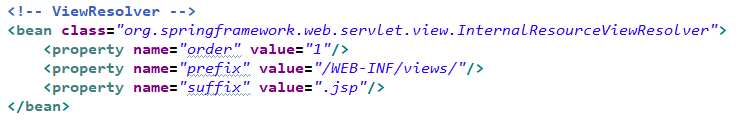 <!-- ViewResolver -->
<bean class="org.springframework.web.servlet.view.InternalResourceViewResolver">
    <property name="order" value="1"/>
    <property name="prefix" value="/WEB-INF/views/"/>
    <property name="suffix" value=".jsp"/>
</bean>